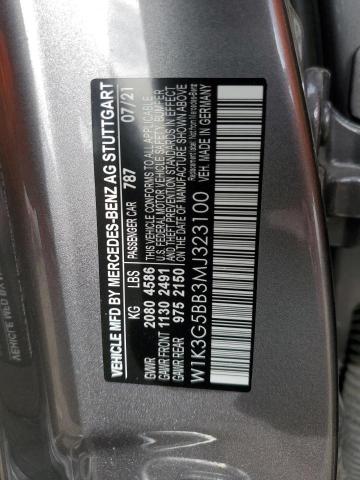 VEHICLE MFD BY MERCEDES-BENZ AG STUTTGART
KG LBS PASSENGER CAR 787 07/21
GVWR 2080 4586
GAWR FRONT 1130 2491
GAWR REAR 975 2150
THIS VEHICLE CONFORMS TO ALL APPLICABLE
FEDERAL MOTOR VEHICLE SAFETY, BUMPER,
AND THEFT PREVENTION STANDARDS IN EFFECT
ON THE DATE OF MANUFACTURE SHOWN ABOVE
MADE IN GERMANY
W1K3G5BB3MJ323100